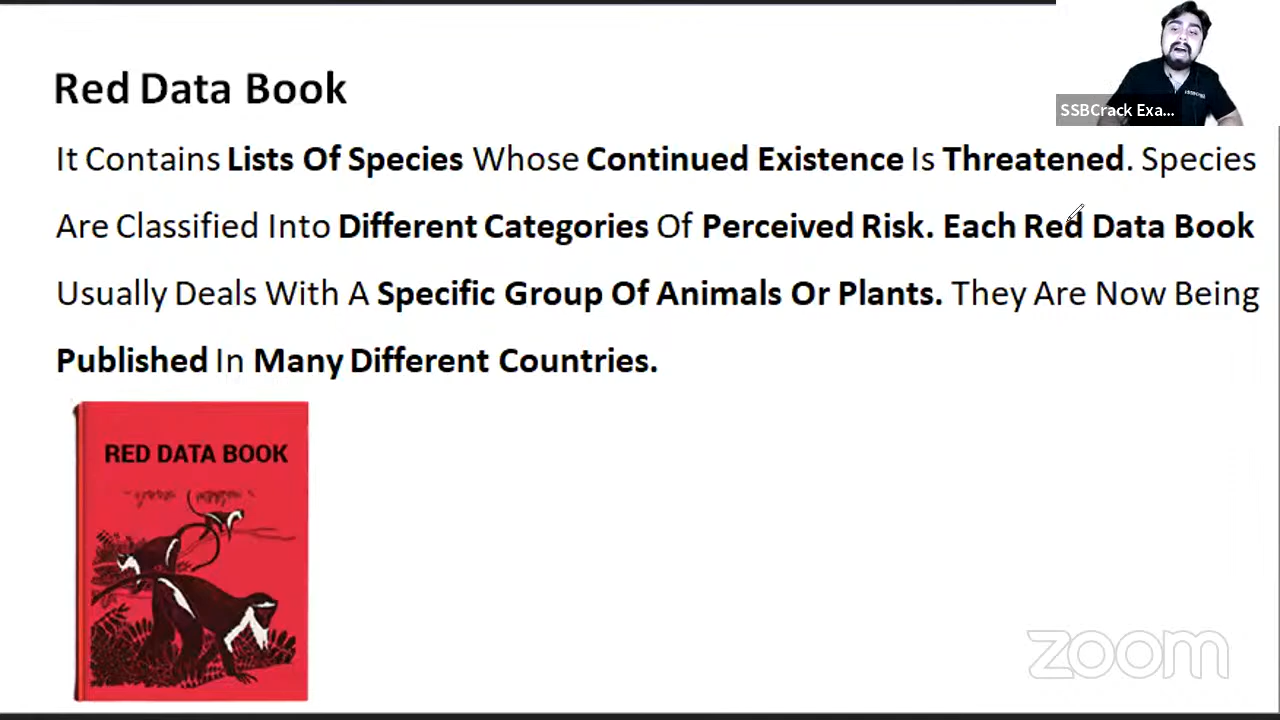 Red Data Book
SSBCrack Exa...
It Contains Lists Of Species Whose Continued Existence Is Threatened. Species
Are Classified Into Different Categories Of Perceived Risk. Each Red Data Book
Usually Deals With A Specific Group Of Animals Or Plants. They Are Now Being
Published In Many Different Countries.
RED DATA BOOK
zoom